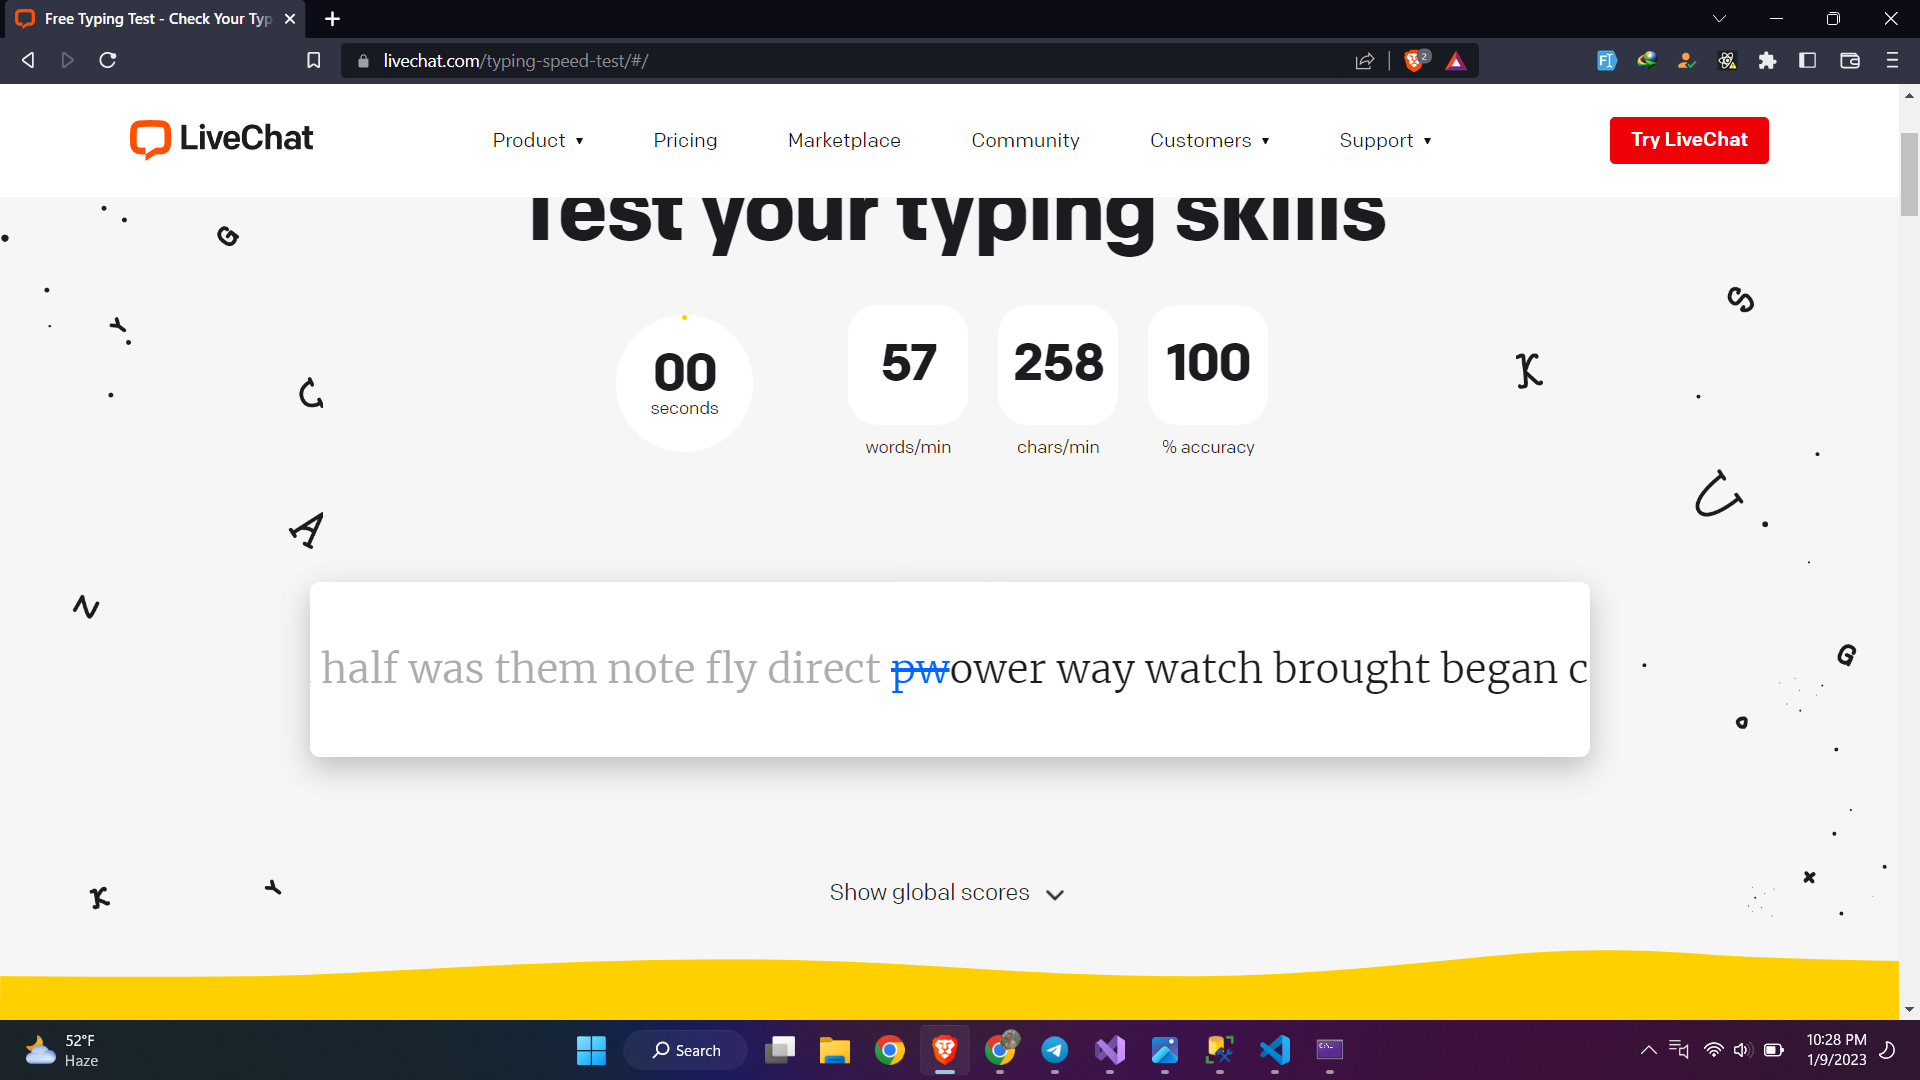 Free Typing Test - Check Your Typ
livechat.com/typing-speed-test/#/
2
LiveChat
Product
Pricing
Marketplace
Community
Customers
Support
Try LiveChat
Test your typing skills
00
seconds
57
words/min
258
chars/min
100
% accuracy
half was them note fly direct pwower way watch brought began c
Show global scores
G
Y
C
A
N
K
Y
S
K
U
G
O
X
52°F
Haze
Search
10:28 PM
1/9/2023